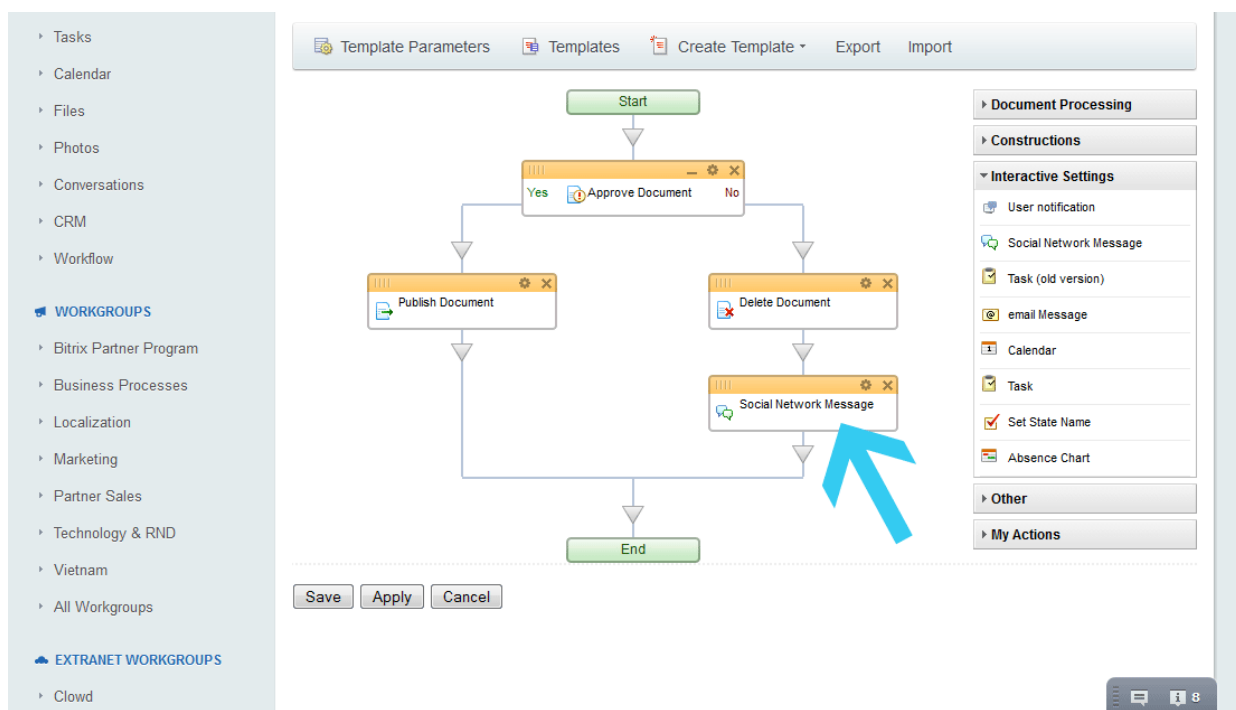 Tasks
Calendar
Files
Photos
Conversations
CRM
Workflow
WORKGROUPS
Bitrix Partner Program
Business Processes
Localization
Marketing
Partner Sales
Technology & RND
Vietnam
All Workgroups
EXTRANET WORKGROUPS
Clowd
Template Parameters Templates Create Template Export Import
Start
Yes Approve Document No
Publish Document Delete Document
Social Network Message
End
Save Apply Cancel
Document Processing
Constructions
Interactive Settings
User notification
Social Network Message
Task (old version)
email Message
Calendar
Task
Set State Name
Absence Chart
Other
My Actions
8